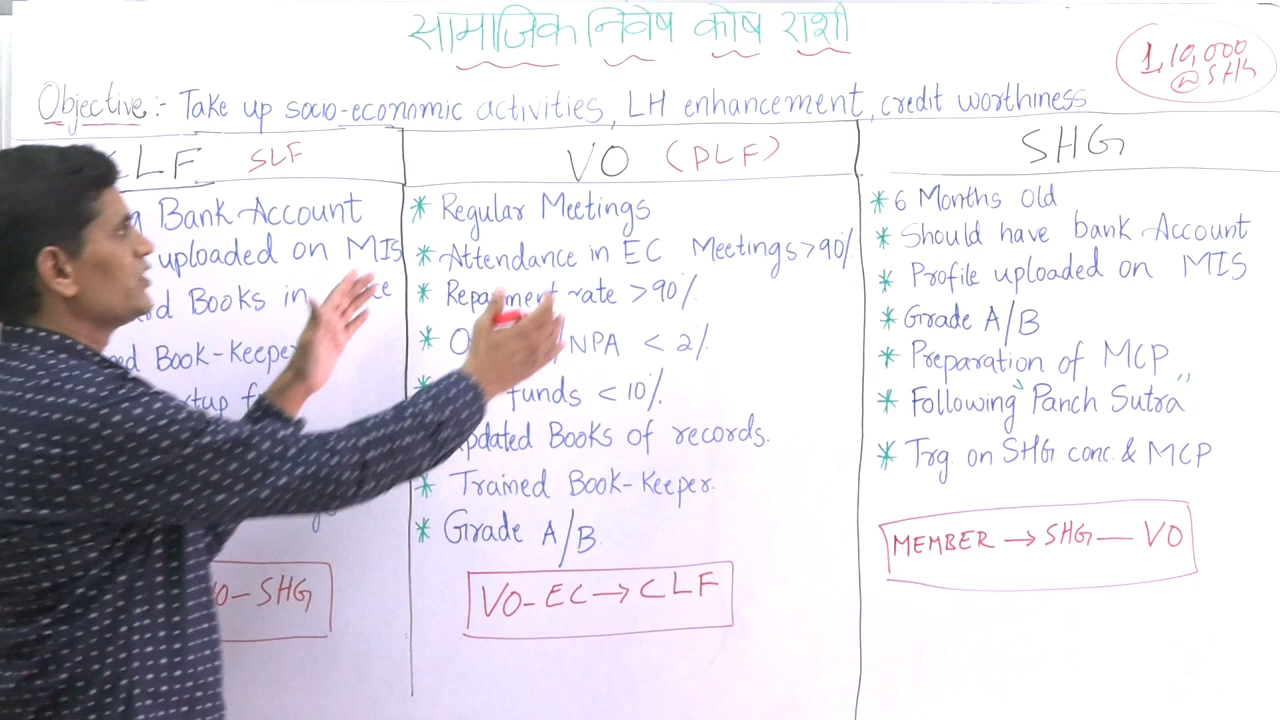 सामाजिक निवेष कोष राशी
1,10,000
@SHG
Objective :- Take up socio-economic activities, LH enhancement, credit worthiness
CLF SLF
Bank Account
uploaded on MIS
Books in
Book-Keeper
VO-SHG
VO (PLF)
* Regular Meetings
* Attendance in EC Meetings >90%
* Repayment rate >90%
* NPA < 2%
* funds < 10%
Updated Books of records.
* Trained Book-Keeper.
* Grade A/B
VO-EC → CLF
SHG
* 6 Months old
* Should have bank Account
* Profile uploaded on MIS
* Grade A/B
* Preparation of MCP
* Following Panch Sutra
* Trg. on SHG conc. & MCP
MEMBER → SHG — VO